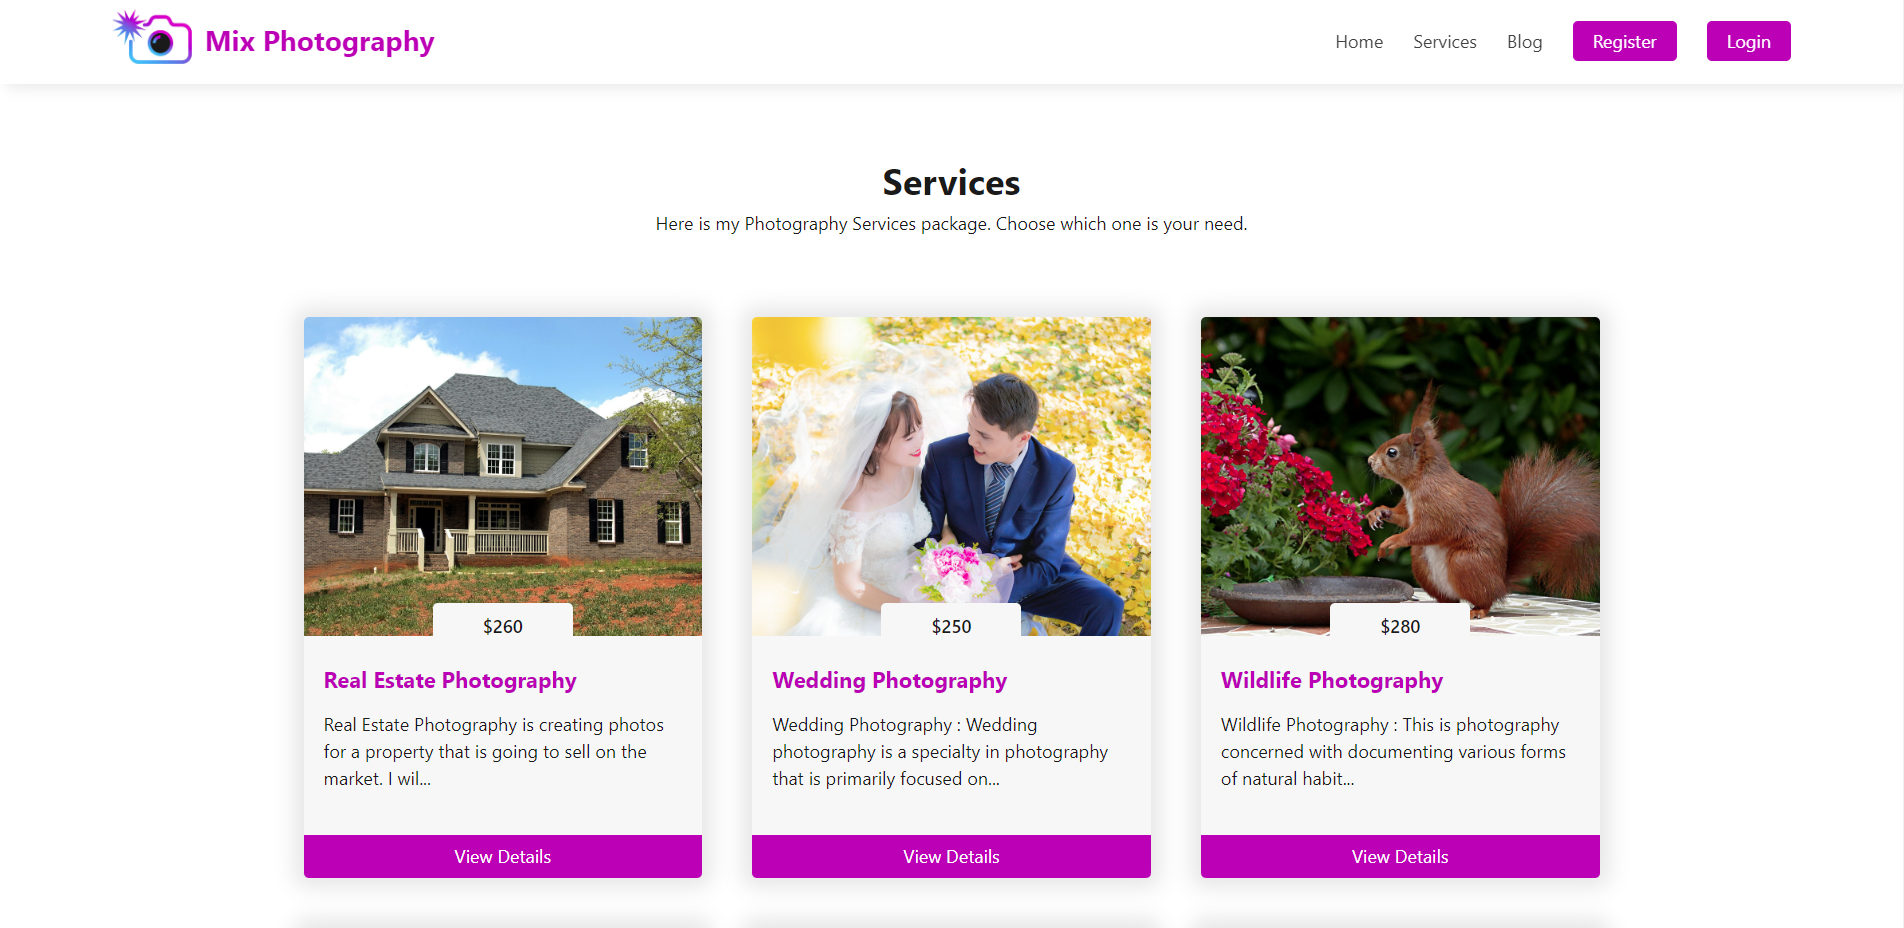 Mix Photography
Home
Services
Blog
Register
Login
Services
Here is my Photography Services package. Choose which one is your need.
$260
Real Estate Photography
Real Estate Photography is creating photos
for a property that is going to sell on the
market. I wil...
View Details
$250
Wedding Photography
Wedding Photography : Wedding
photography is a specialty in photography
that is primarily focused on...
View Details
$280
Wildlife Photography
Wildlife Photography : This is photography
concerned with documenting various forms
of natural habit...
View Details